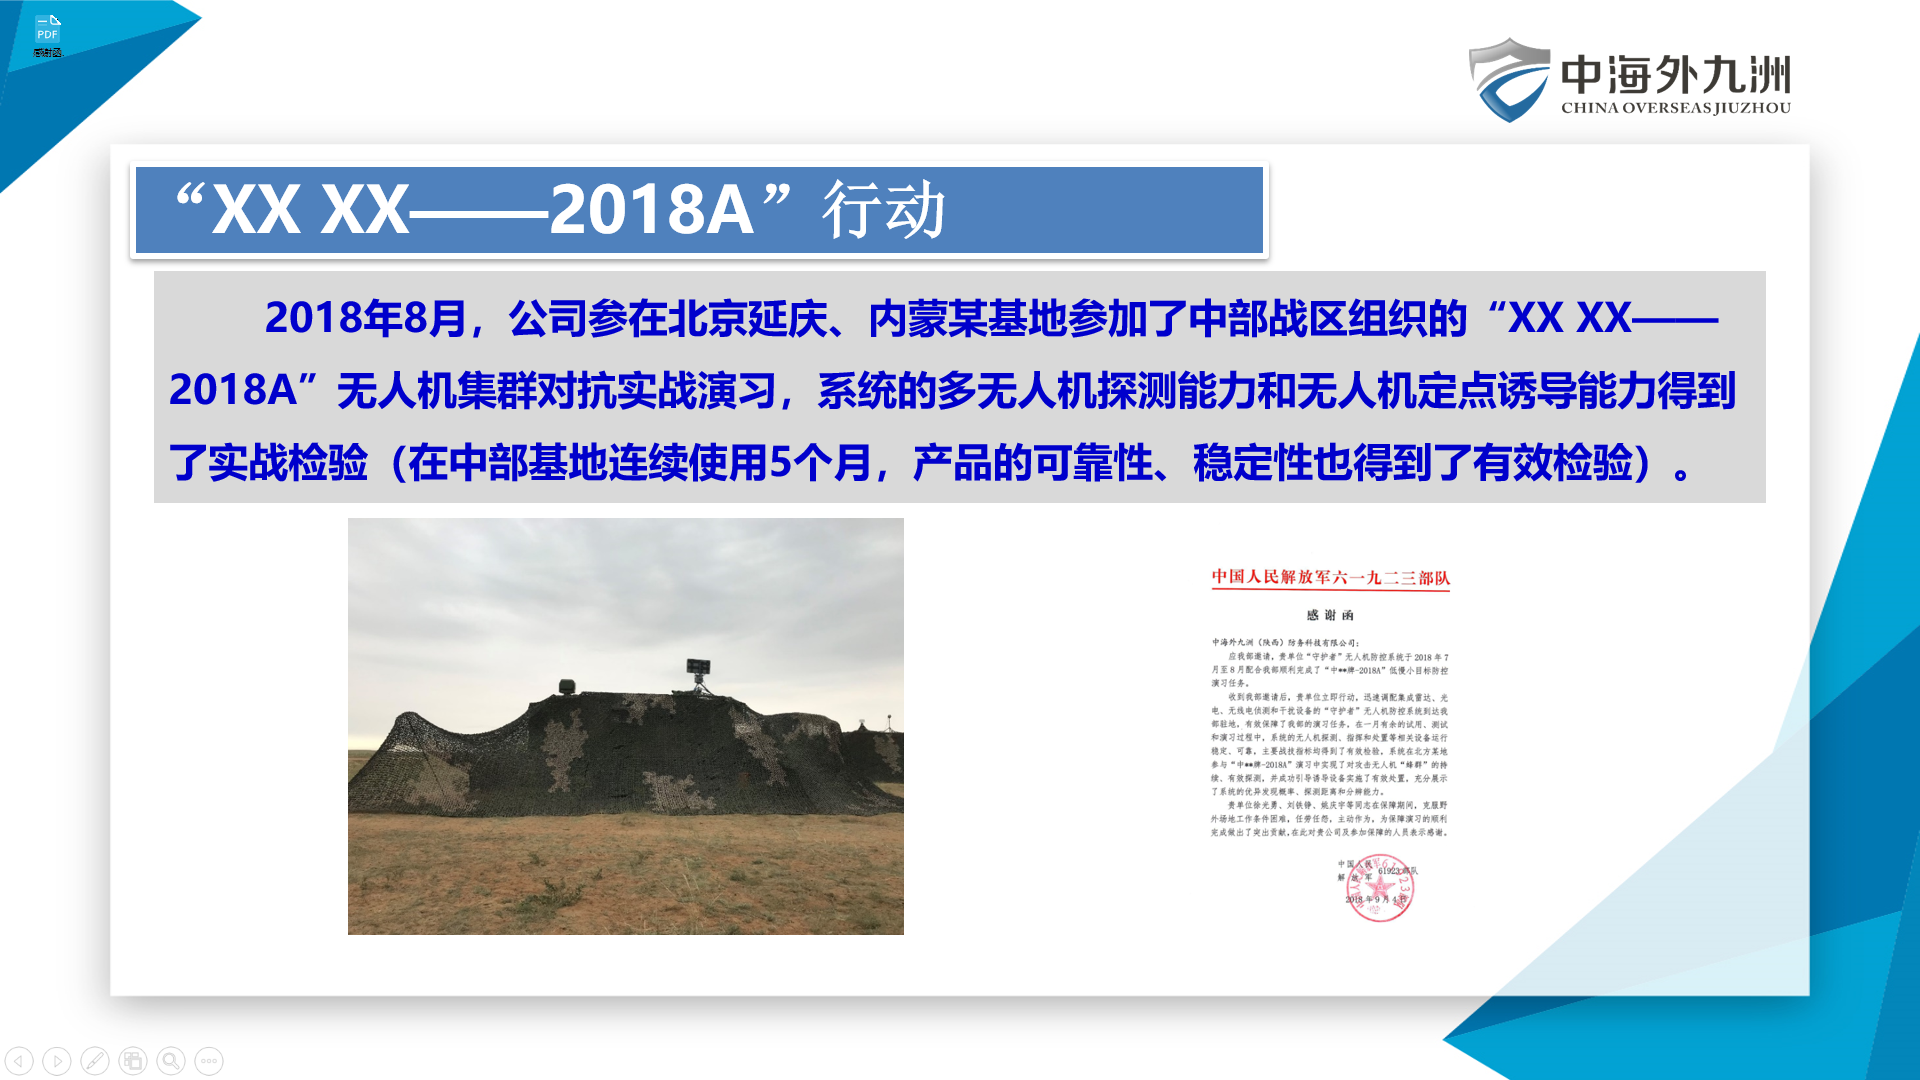 PDF
感谢函
中海外九洲
CHINA OVERSEAS JIUZHOU
“XX XX——2018A”行动
2018年8月，公司参在北京延庆、内蒙某基地参加了中部战区组织的“XX XX——
2018A”无人机集群对抗实战演习，系统的多无人机探测能力和无人机定点诱导能力得到
了实战检验（在中部基地连续使用5个月，产品的可靠性、稳定性也得到了有效检验）。
中国人民解放军六一九二三部队
感谢函
中海外九洲（陕西）防务科技有限公司：
应我部邀请，贵单位“守护者”无人机防控系统于2018年7
月至8月配合我部顺利完成了“中**牌-2018A”低慢小目标防控
演习任务。
收到我部邀请后，贵单位立即行动，迅速调配集成雷达、光
电、无线电侦测和干扰设备的“守护者”无人机防控系统到达我
部驻地，有效保障了我部的演习任务。在一月有余的试用、测试
和演习过程中，系统的无人机探测、指挥和处置等相关设备运行
稳定、可靠，主要战技指标均得到了有效检验，系统在北方某地
参与“中**牌-2018A”演习中实现了对攻击无人机“蜂群”的持
续、有效探测，并成功引导诱导设备实施了有效处置，充分展示
了系统的优异发现概率、探测距离和分辨能力。
贵单位徐光勇、刘铁铮、姚庆宇等同志在保障期间，克服野
外场地工作条件困难，任劳任怨，主动作为，为保障演习的顺利
完成做出了突出贡献,在此对贵公司及参加保障的人员表示感谢。
中国人民
解放军 61923部队
2018年9月4日